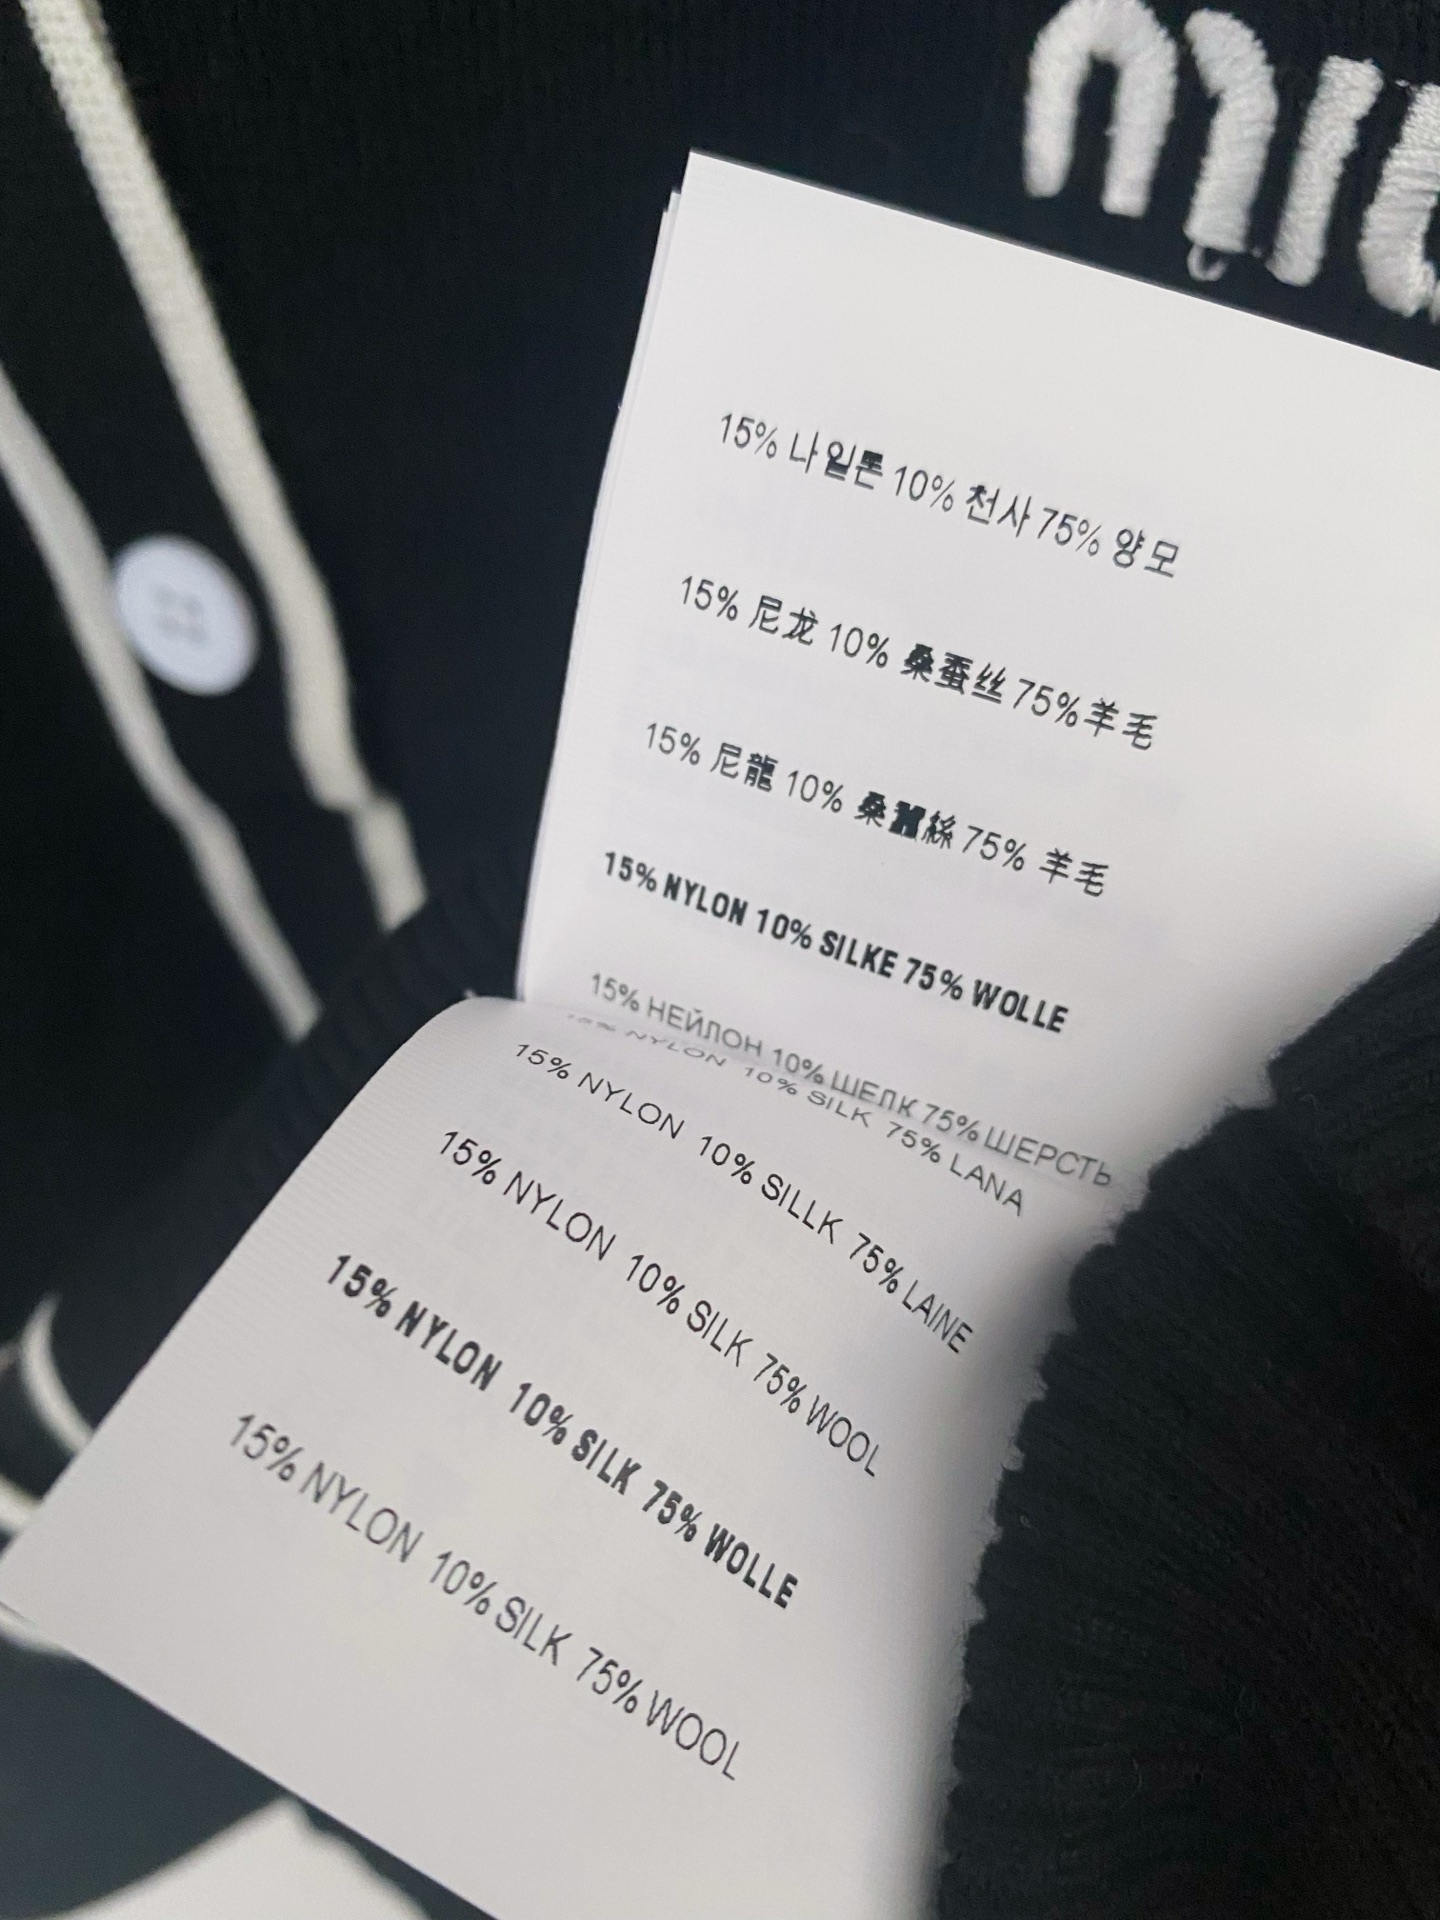 miu
15% 나일론 10% 천사 75% 양모
15% 尼龙 10% 桑蚕丝 75%羊毛
15% 尼龍 10% 桑蠶絲 75% 羊毛
15% NYLON 10% SILKE 75% WOLLE
15% НЕЙЛОН 10% ШЕЛК 75% ШЕРСТЬ
15% NYLON 10% SILK 75% LANA
15% NYLON 10% SILLK 75% LAINE
15% NYLON 10% SILK 75% WOOL
15% NYLON 10% SILK 75% WOLLE
15% NYLON 10% SILK 75% WOOL